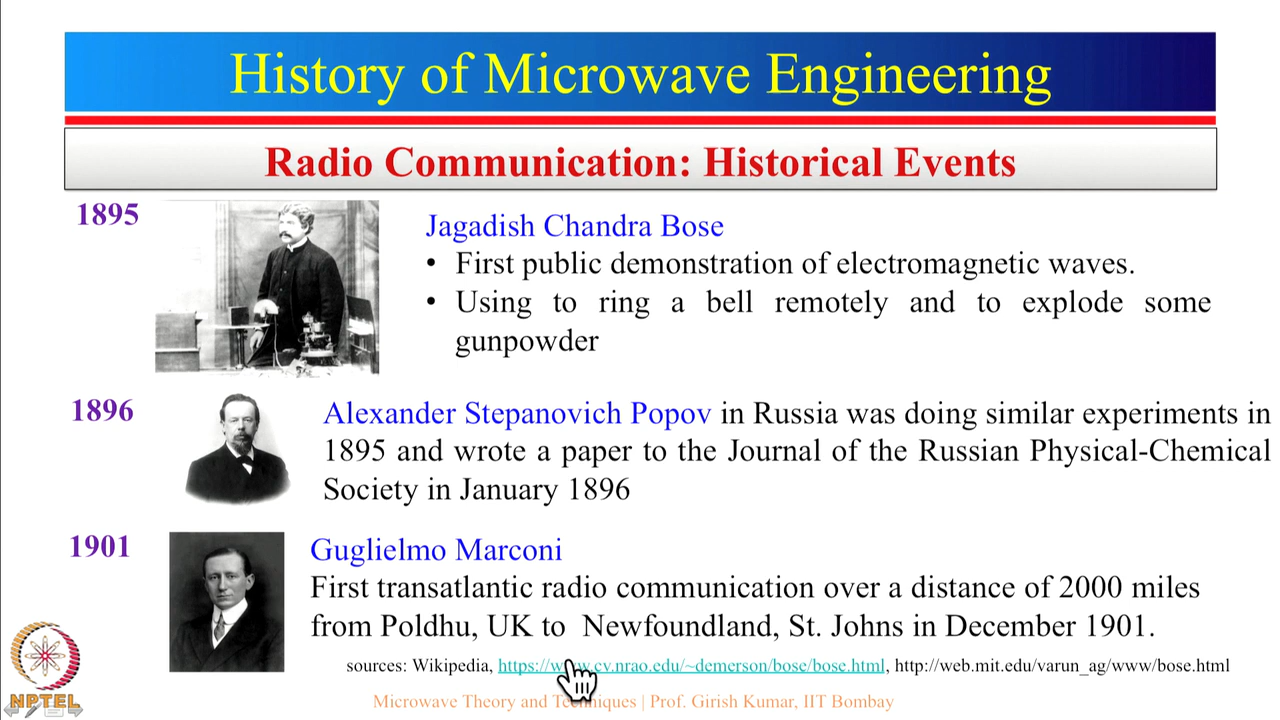 History of Microwave Engineering
Radio Communication: Historical Events
1895
Jagadish Chandra Bose
• First public demonstration of electromagnetic waves.
• Using to ring a bell remotely and to explode some
gunpowder
1896
Alexander Stepanovich Popov in Russia was doing similar experiments in
1895 and wrote a paper to the Journal of the Russian Physical-Chemical
Society in January 1896
1901
Guglielmo Marconi
First transatlantic radio communication over a distance of 2000 miles
from Poldhu, UK to Newfoundland, St. Johns in December 1901.
sources: Wikipedia, https://www.cv.nrao.edu/~demerson/bose/bose.html, http://web.mit.edu/varun_ag/www/bose.html
NPTEL
Microwave Theory and Techniques | Prof. Girish Kumar, IIT Bombay